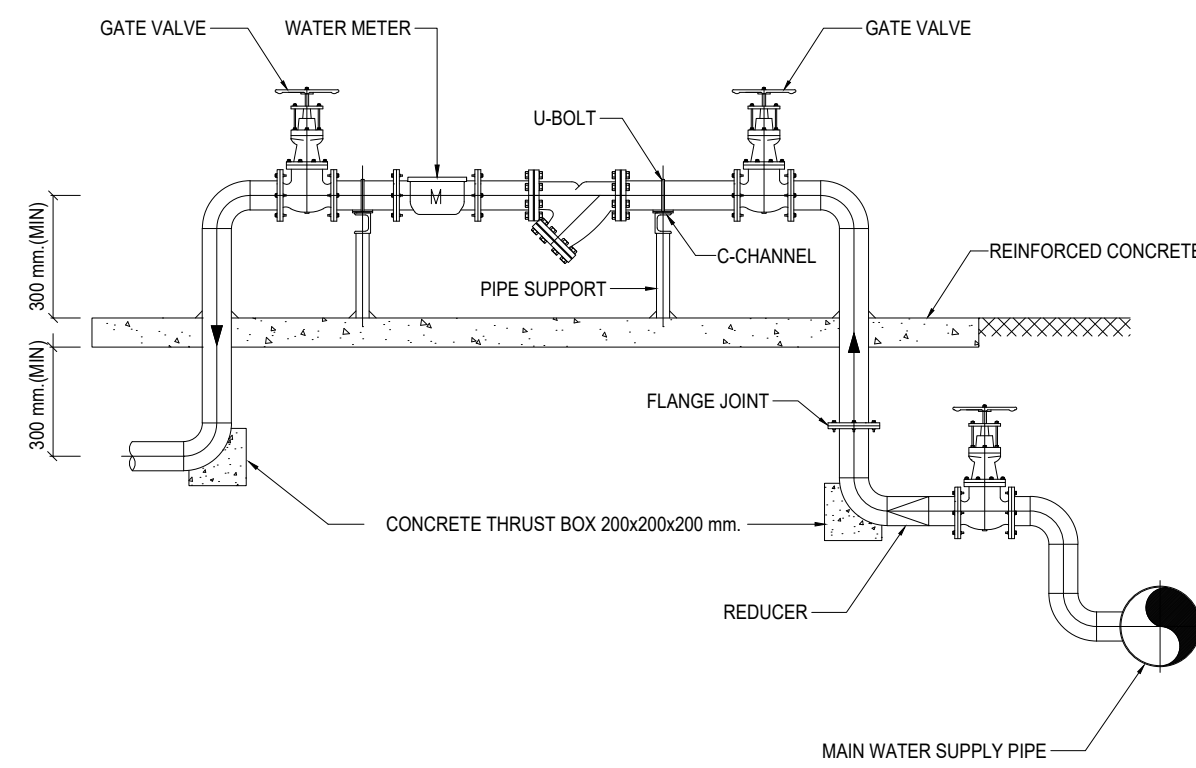 GATE VALVE
WATER METER
GATE VALVE
U-BOLT
M
C-CHANNEL
REINFORCED CONCRETE
PIPE SUPPORT
300 mm.(MIN)
300 mm.(MIN)
FLANGE JOINT
CONCRETE THRUST BOX 200x200x200 mm.
REDUCER
MAIN WATER SUPPLY PIPE